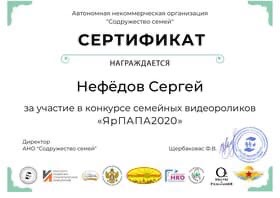 Автономная некоммерческая организация
"Содружество семей"
СЕРТИФИКАТ
НАГРАЖДАЕТСЯ
Нефёдов Сергей
за участие в конкурсе семейных видеороликов
«ЯрПАПА2020»
Директор
АНО "Содружество семей"
Щербакова Ф.В.
НКО